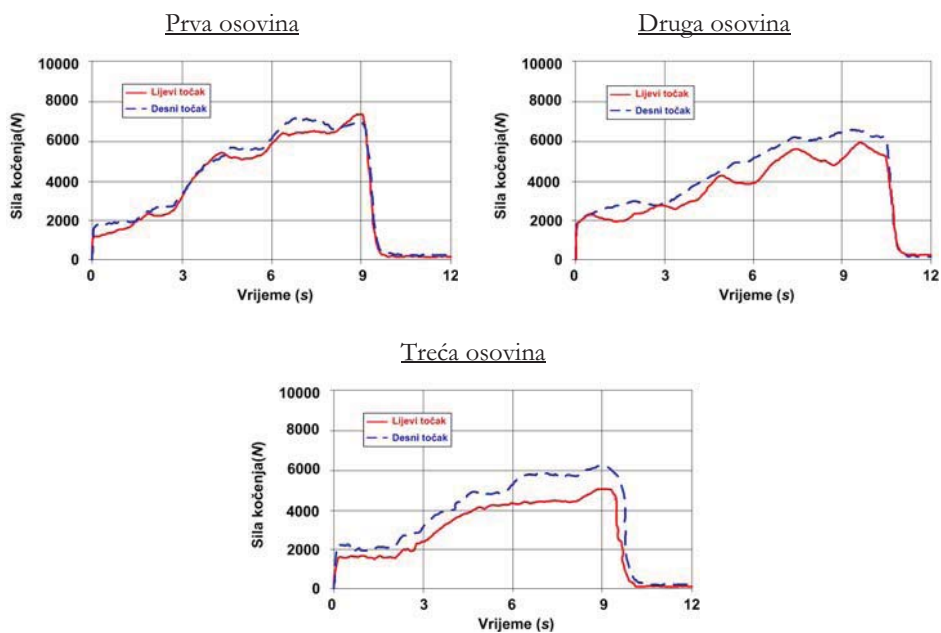 Prva osovina
10000
8000
6000
4000
2000
0
Sila kočenja(N)
Lijevi točak
Desni točak
0 3 6 9 12
Vrijeme (s)
Druga osovina
10000
8000
6000
4000
2000
0
Sila kočenja(N)
Lijevi točak
Desni točak
0 3 6 9 12
Vrijeme (s)
Treća osovina
10000
8000
6000
4000
2000
0
Sila kočenja(N)
Lijevi točak
Desni točak
0 3 6 9 12
Vrijeme (s)